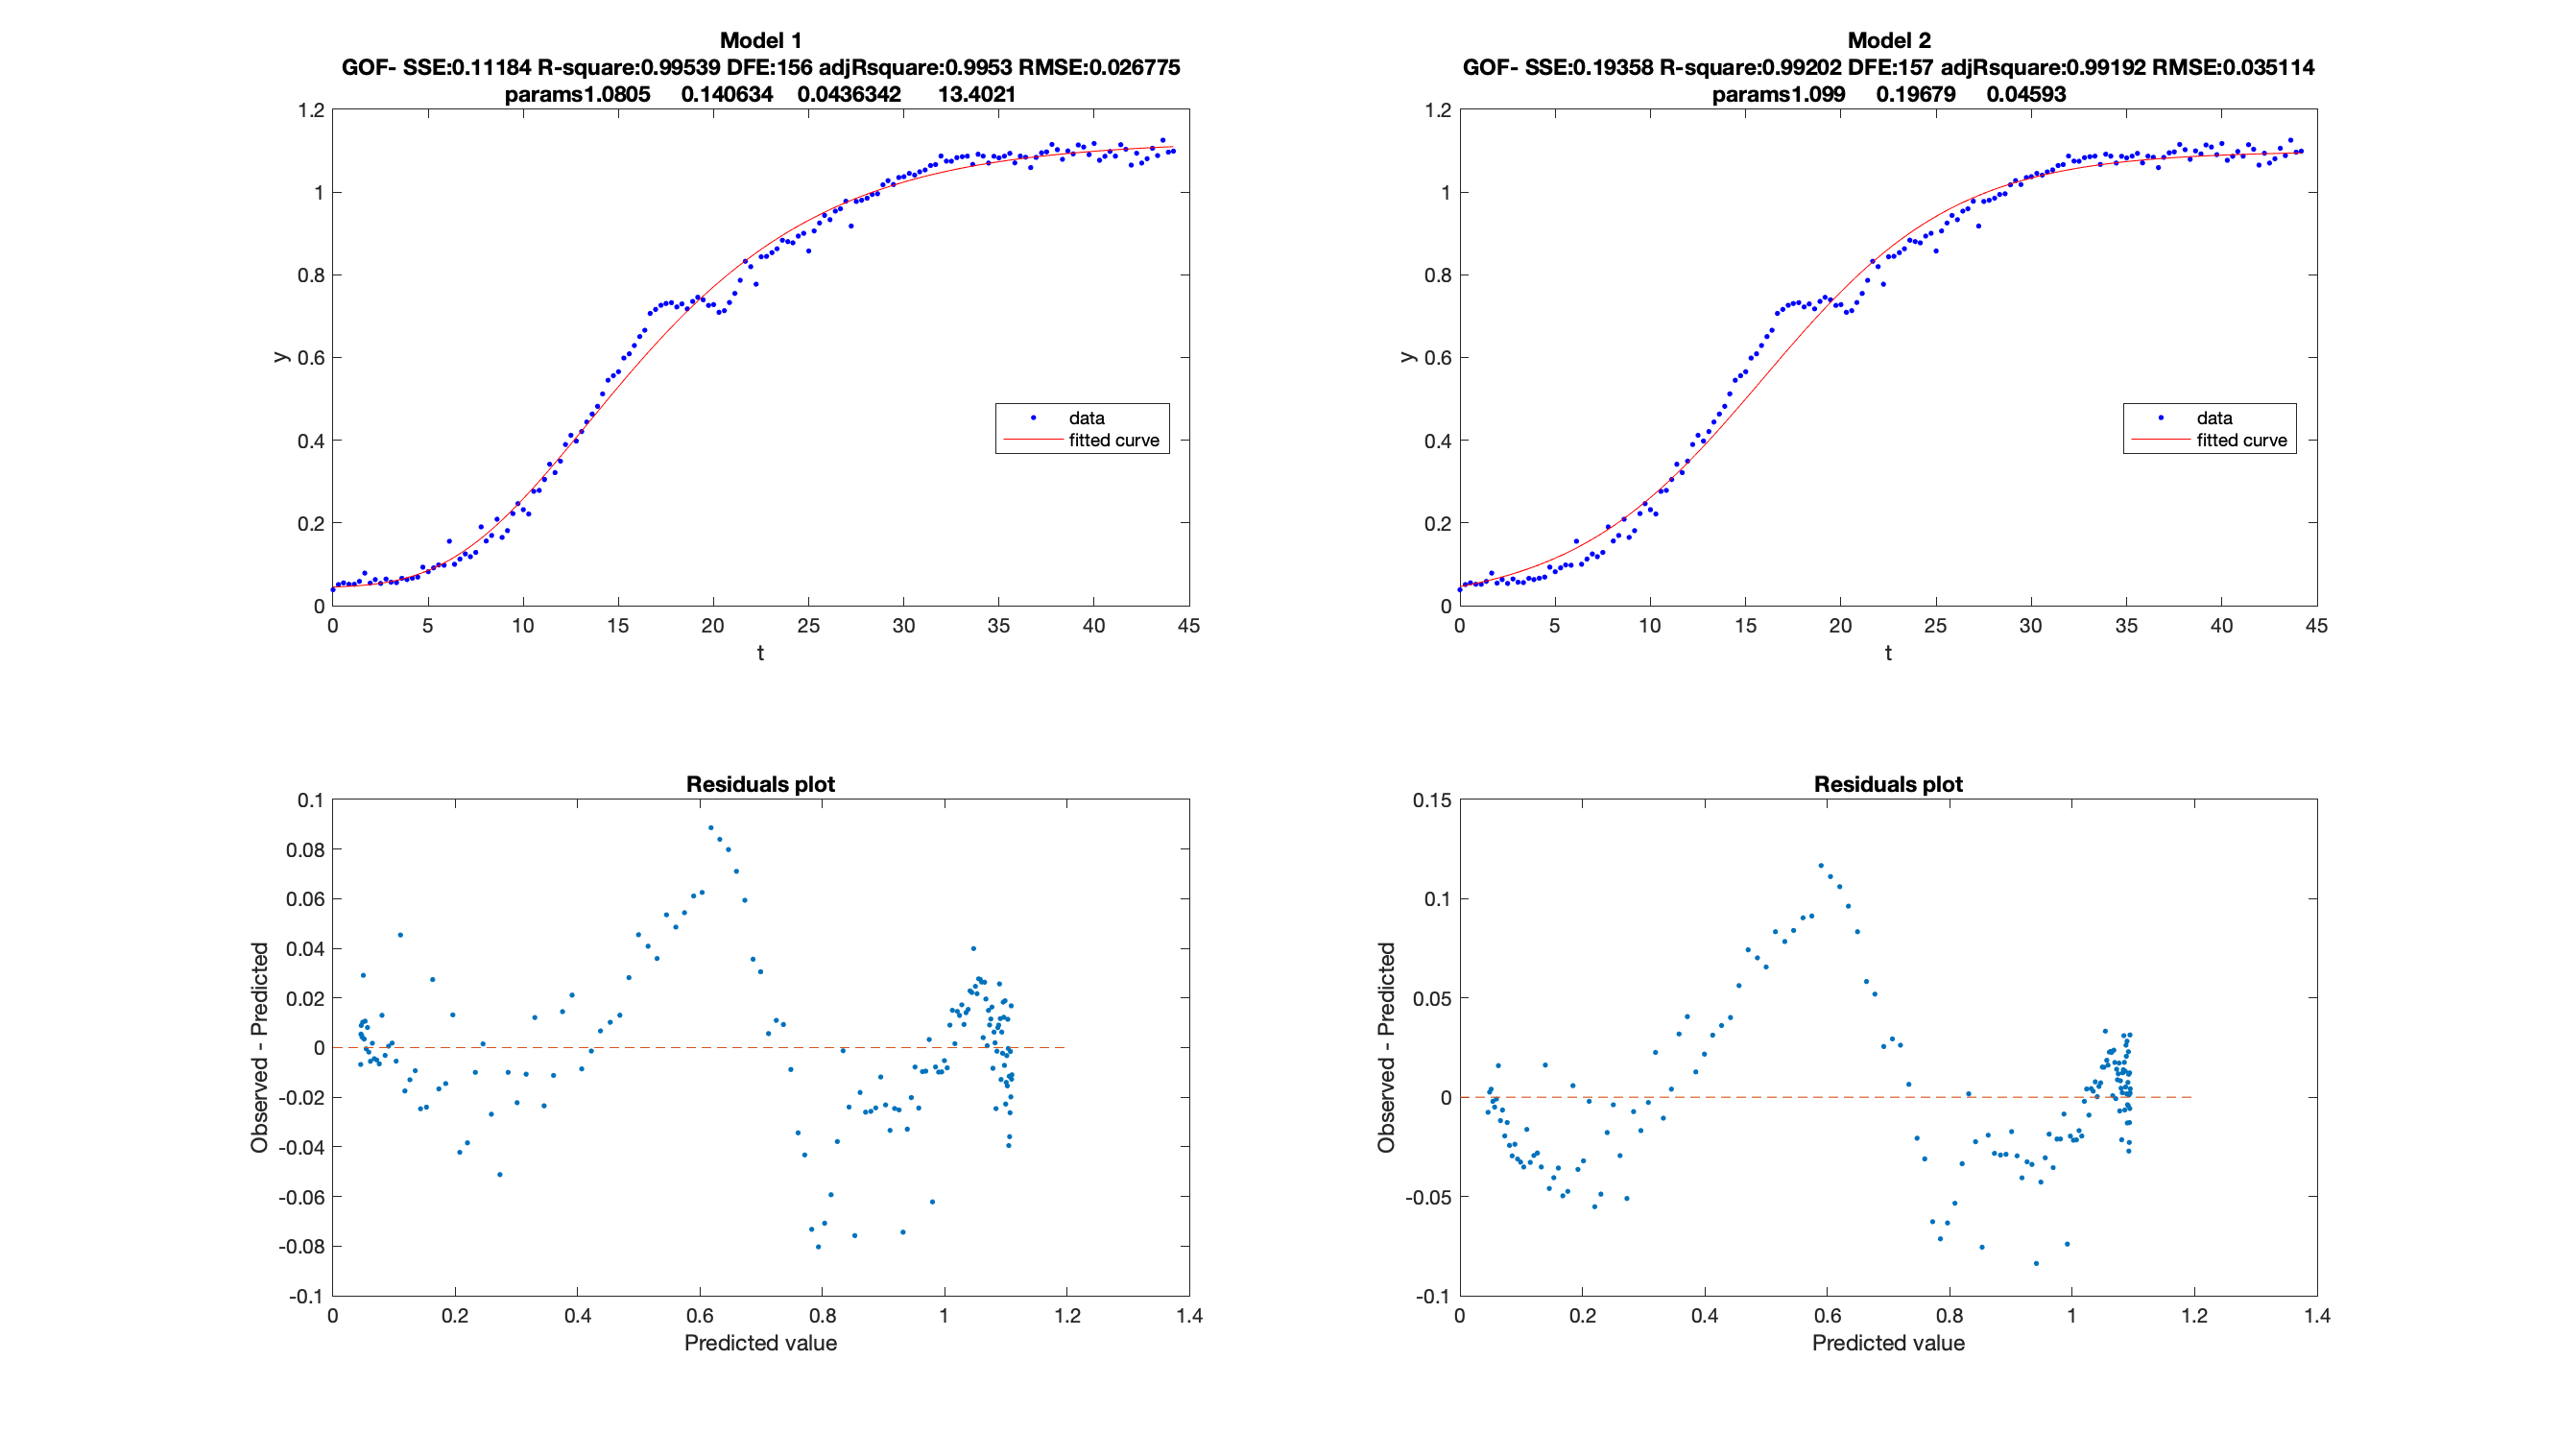 Model 1
GOF- SSE:0.11184 R-square:0.99539 DFE:156 adjRsquare:0.9953 RMSE:0.026775
params1.0805 0.140634 0.0436342 13.4021
1.2
1
0.8
0.6
0.4
0.2
0
y
data
fitted curve
0 5 10 15 20 25 30 35 40 45
t
Model 2
GOF- SSE:0.19358 R-square:0.99202 DFE:157 adjRsquare:0.99192 RMSE:0.035114
params1.099 0.19679 0.04593
1.2
1
0.8
0.6
0.4
0.2
0
y
data
fitted curve
0 5 10 15 20 25 30 35 40 45
t
Residuals plot
0.1
0.08
0.06
0.04
0.02
0
-0.02
-0.04
-0.06
-0.08
-0.1
Observed - Predicted
0 0.2 0.4 0.6 0.8 1 1.2 1.4
Predicted value
Residuals plot
0.15
0.1
0.05
0
-0.05
-0.1
Observed - Predicted
0 0.2 0.4 0.6 0.8 1 1.2 1.4
Predicted value